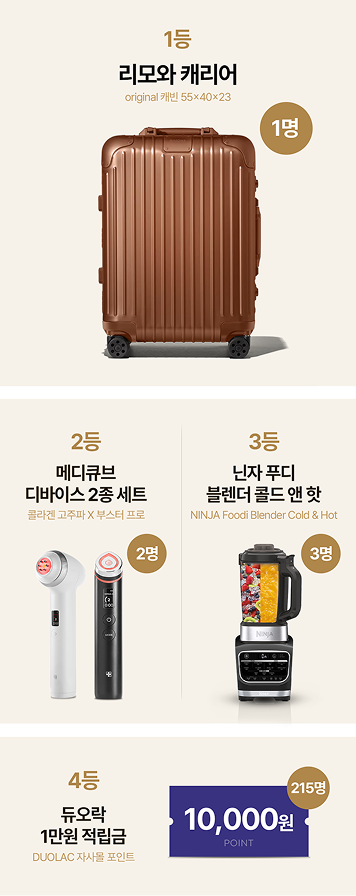 1등
리모와 캐리어
original 캐빈 55×40×23
1명
2등
메디큐브
디바이스 2종 세트
콜라겐 고주파 X 부스터 프로
2명
3등
닌자 푸디
블렌더 콜드 앤 핫
NINJA Foodi Blender Cold & Hot
3명
NINJA
4등
듀오락
1만원 적립금
DUOLAC 자사몰 포인트
215명
10,000원
POINT